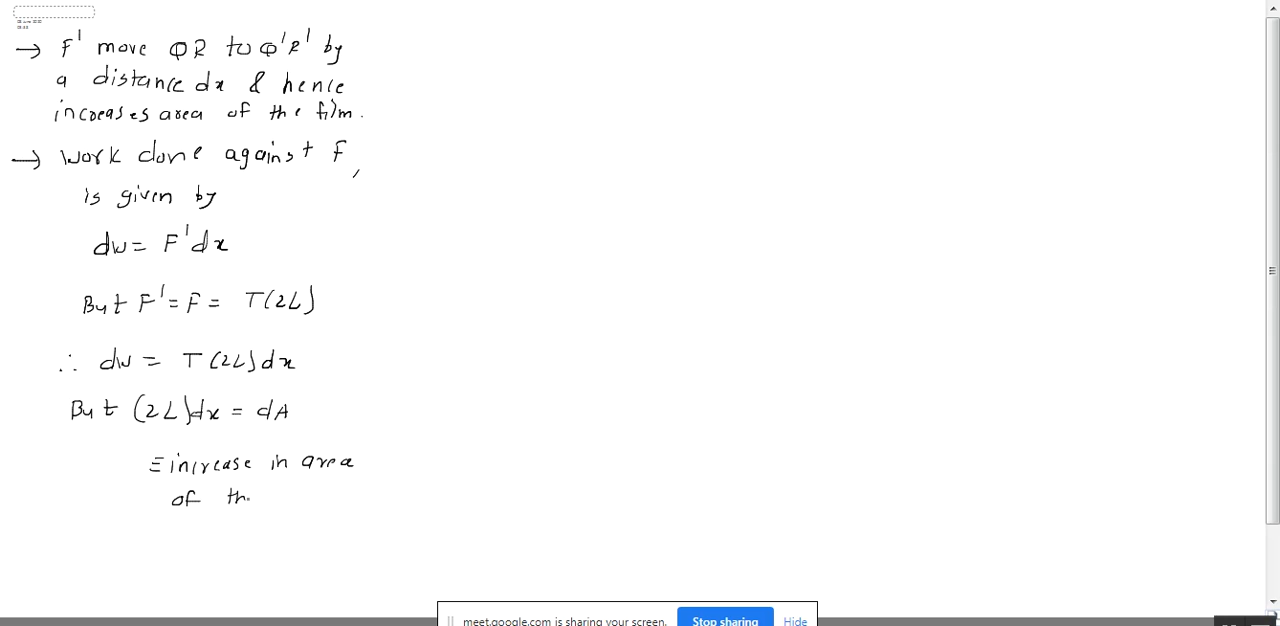 → F' move QR to Q'R' by
a distance dx & hence
increases area of the film.
→ Work done against F,
is given by
dw = F'dx
But F' = F = T(2L)
∴ dw = T(2L)dx
But (2L)dx = dA
= increase in area
of th
meet.google.com is sharing your screen.
Stop sharing
Hide